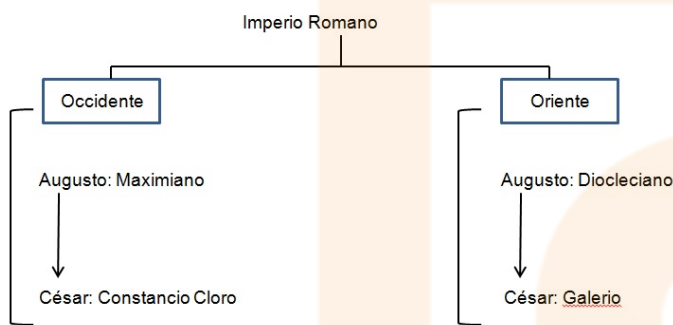 Imperio Romano
Occidente
Oriente
Augusto: Maximiano
Augusto: Diocleciano
César: Constancio Cloro
César: Galerio